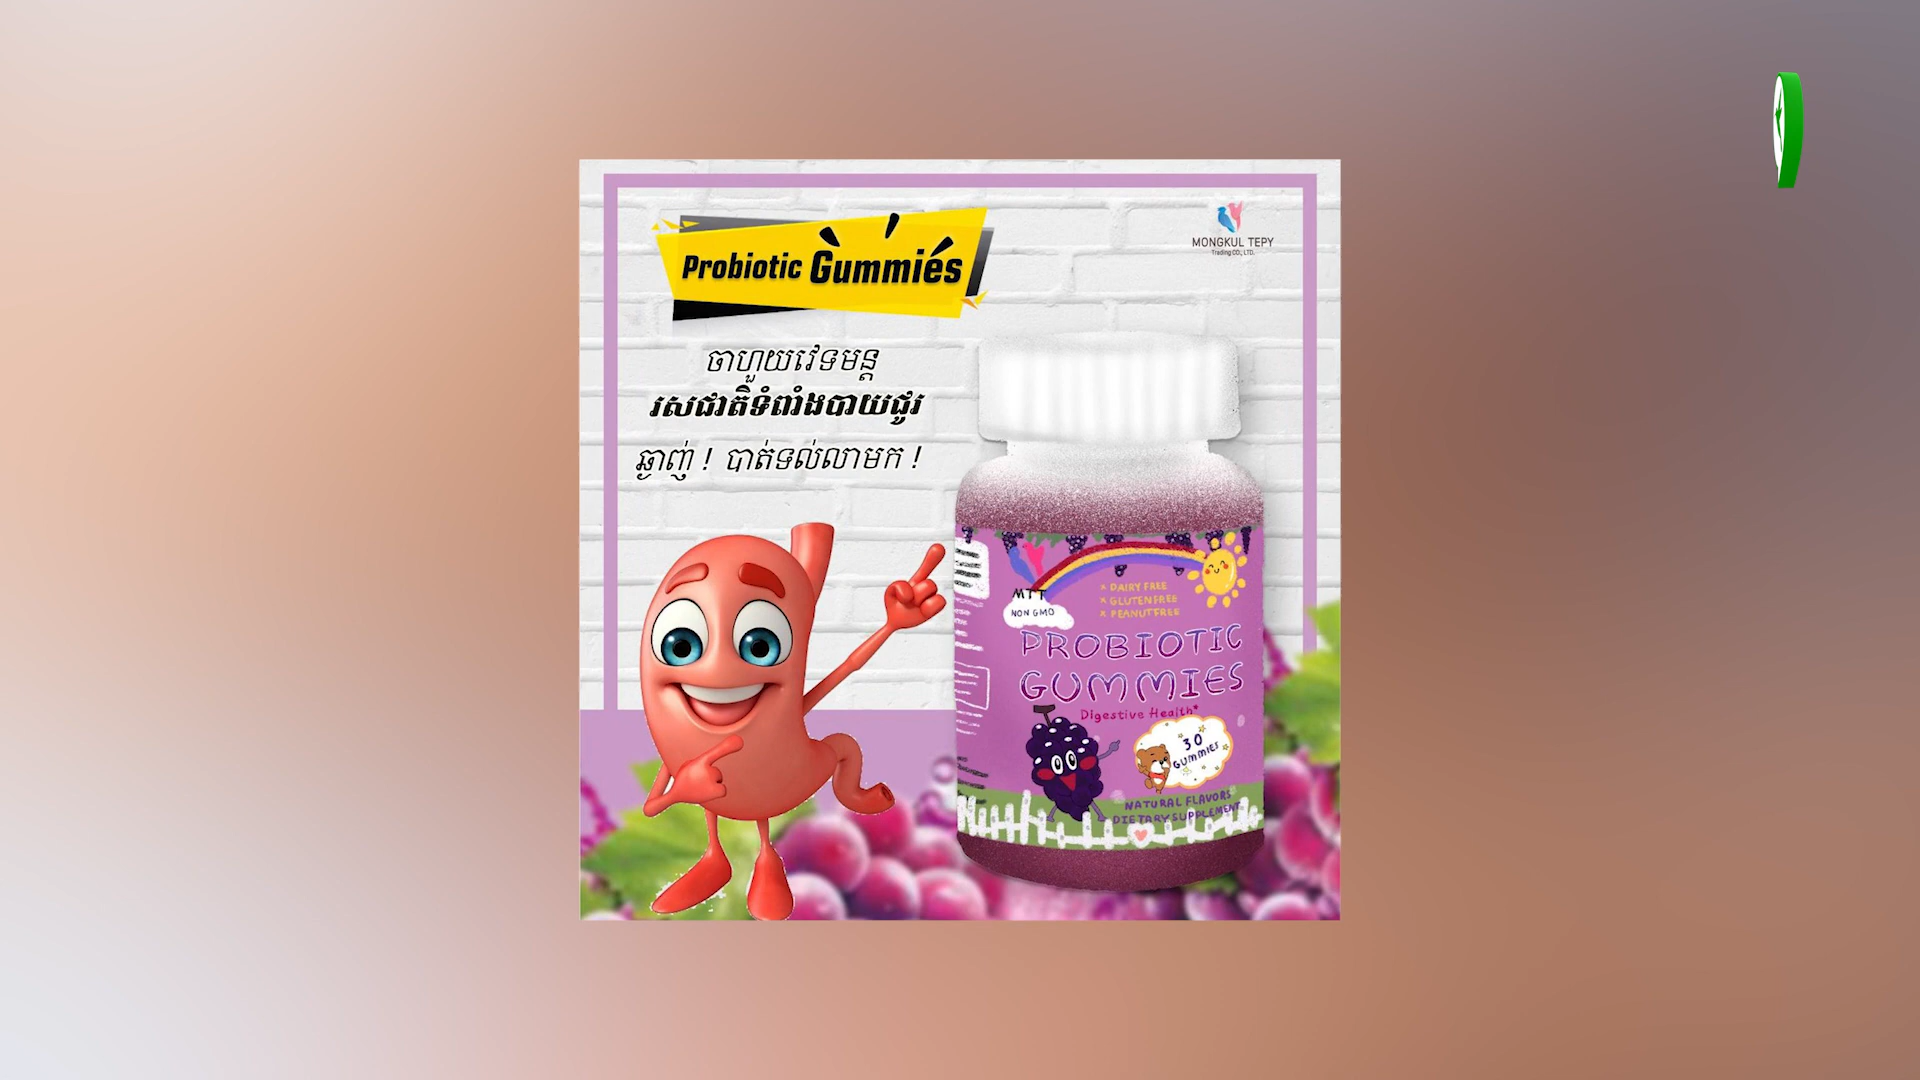 Probiotic Gummies
MONGKUL TEPY
Trading CO., LTD.
ចាហួយវេទមន្ត
រសជាតិទំពាំងបាយជូរ
ឆ្ងាញ់ ! បាត់ទល់លាមក !
MTT
NON GMO
× DAIRY FREE
× GLUTEN FREE
× PEANUT FREE
PROBIOTIC
GUMMIES
Digestive Health*
30
GUMMIES
NATURAL FLAVORS
DIETARY SUPPLEMENT